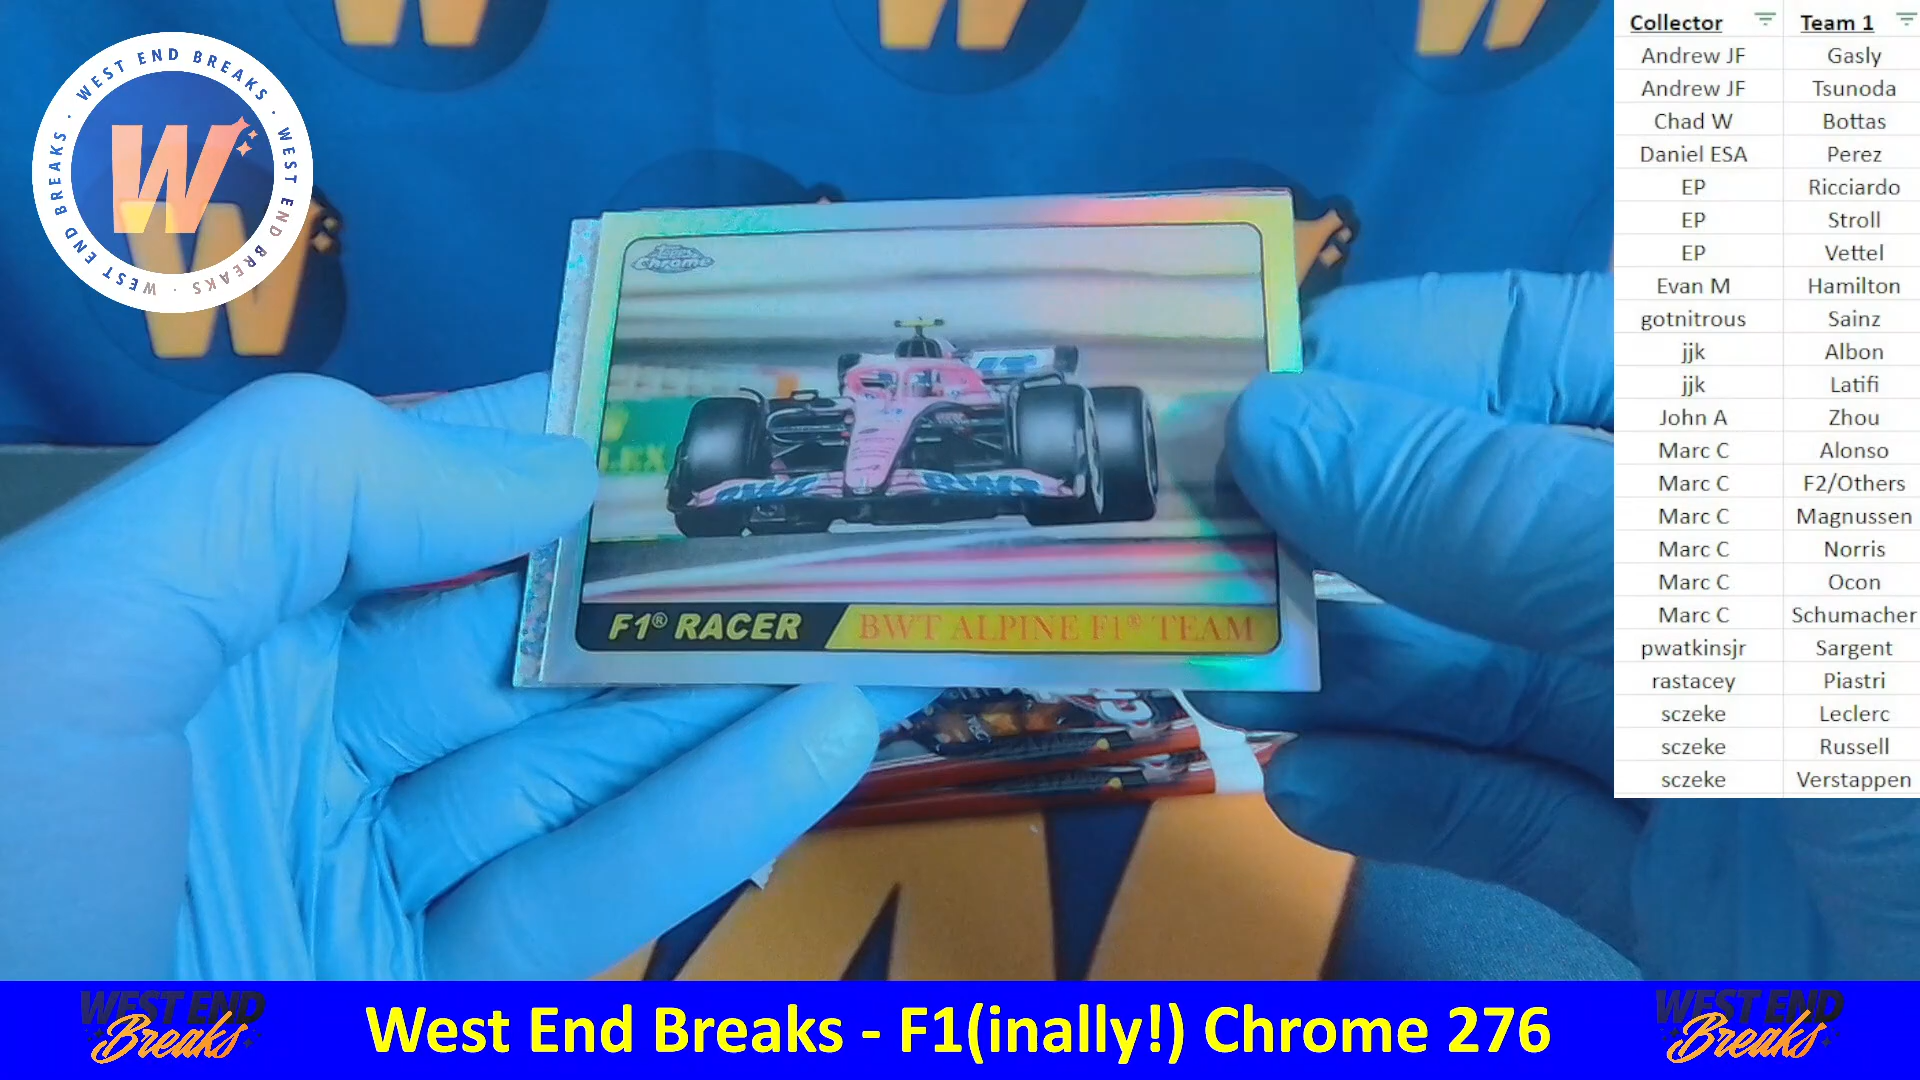 WEST END BREAKS · WEST END BREAKS · WEST END BREAKS ·
W
Topps
Chrome
LEX
BWT
BWT
F1® RACER
BWT ALPINE F1® TEAM
Collector Team 1
Andrew JF Gasly
Andrew JF Tsunoda
Chad W Bottas
Daniel ESA Perez
EP Ricciardo
EP Stroll
EP Vettel
Evan M Hamilton
gotnitrous Sainz
jjk Albon
jjk Latifi
John A Zhou
Marc C Alonso
Marc C F2/Others
Marc C Magnussen
Marc C Norris
Marc C Ocon
Marc C Schumacher
pwatkinsjr Sargent
rastacey Piastri
sczeke Leclerc
sczeke Russell
sczeke Verstappen
WEST END
Breaks
West End Breaks - F1(inally!) Chrome 276
WEST END
Breaks